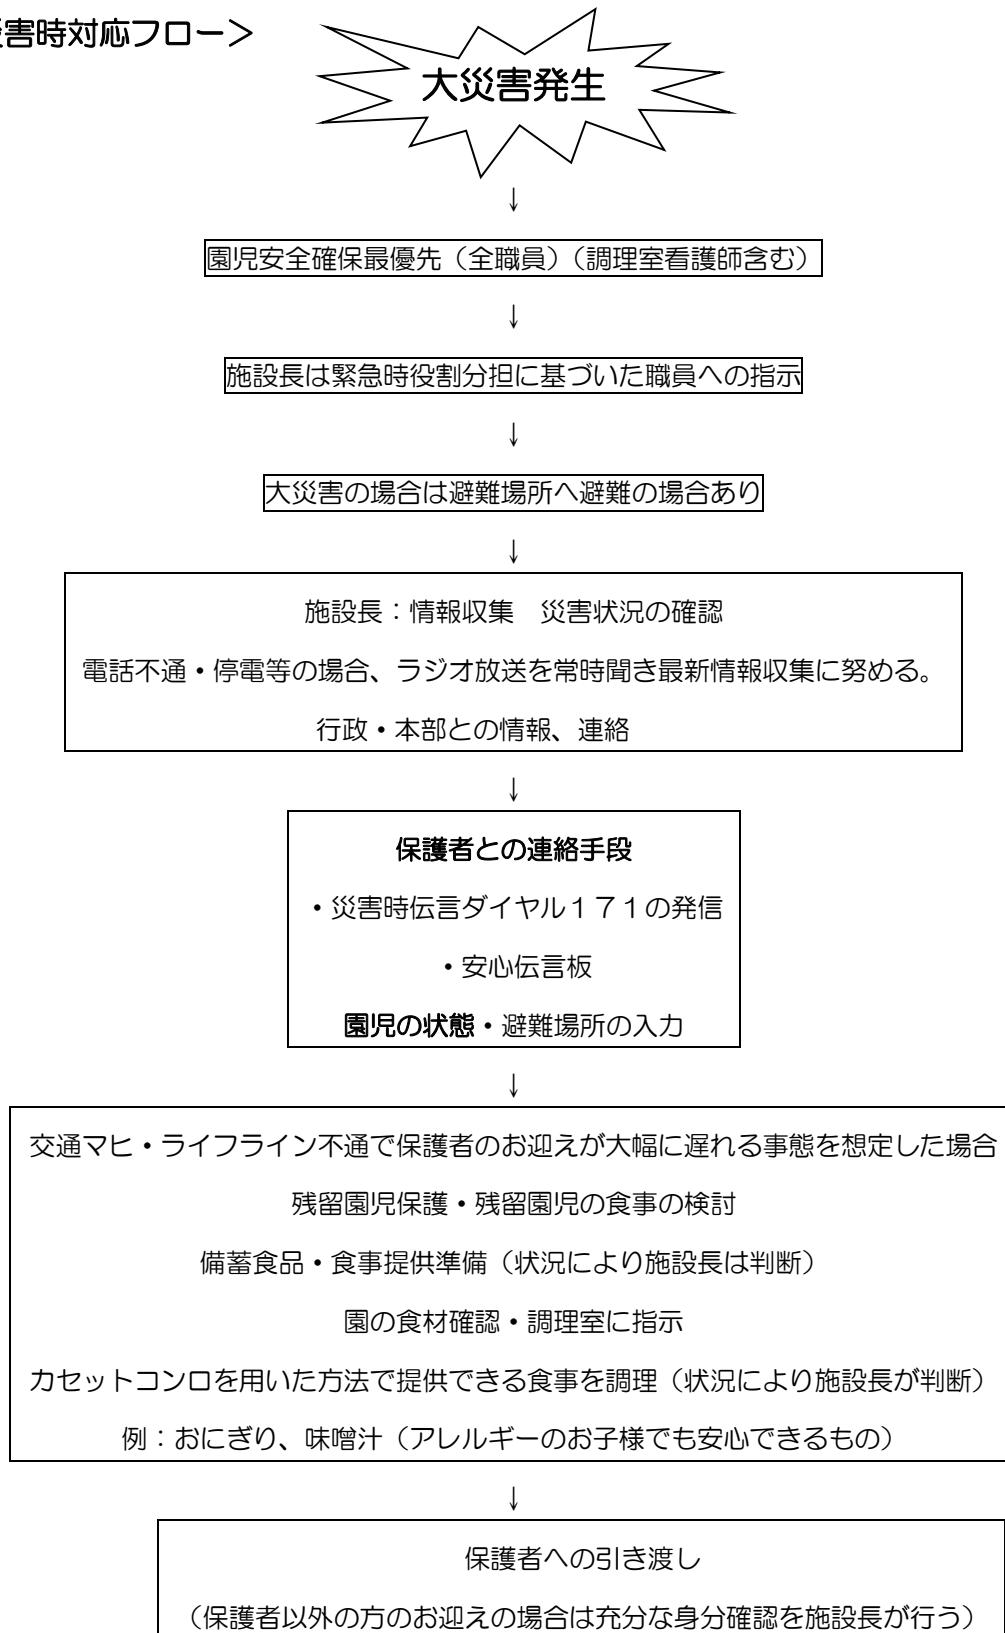 害時対応フロー＞
大災害発生
↓
園児安全確保最優先（全職員）（調理室看護師含む）
↓
施設長は緊急時役割分担に基づいた職員への指示
↓
大災害の場合は避難場所へ避難の場合あり
↓
施設長：情報収集　災害状況の確認
電話不通・停電等の場合、ラジオ放送を常時聞き最新情報収集に努める。
行政・本部との情報、連絡
↓
保護者との連絡手段
・災害時伝言ダイヤル１７１の発信
・安心伝言板
園児の状態・避難場所の入力
↓
交通マヒ・ライフライン不通で保護者のお迎えが大幅に遅れる事態を想定した場合
残留園児保護・残留園児の食事の検討
備蓄食品・食事提供準備（状況により施設長は判断）
園の食材確認・調理室に指示
カセットコンロを用いた方法で提供できる食事を調理（状況により施設長が判断）
例：おにぎり、味噌汁（アレルギーのお子様でも安心できるもの）
↓
保護者への引き渡し
（保護者以外の方のお迎えの場合は充分な身分確認を施設長が行う）